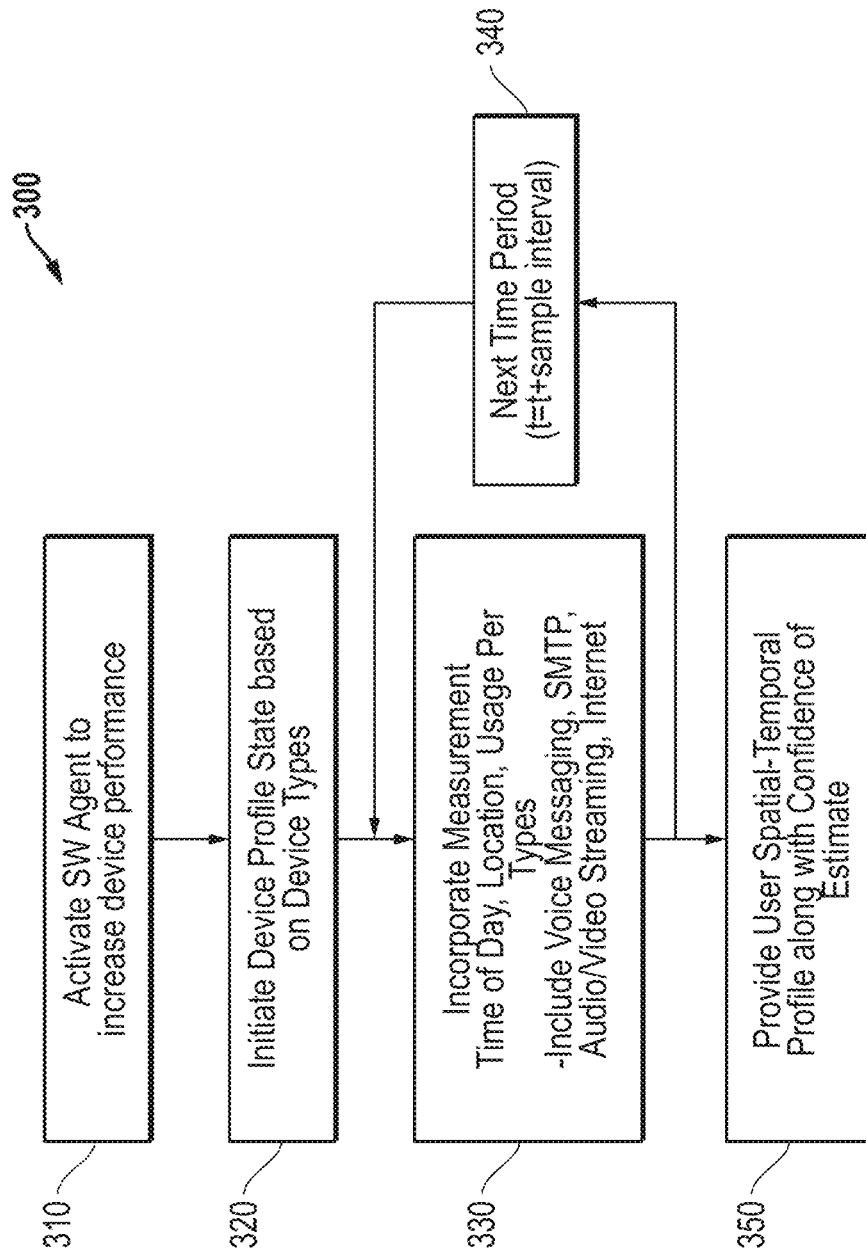 300
310
Activate SW Agent to
increase device performance
320
Initiate Device Profile State based
on Device Types
330
Incorporate Measurement
Time of Day, Location, Usage Per
Types
-Include Voice Messaging, SMTP,
Audio/Video Streaming, Internet
340
Next Time Period
(t=t+sample interval)
350
Provide User Spatial-Temporal
Profile along with Confidence of
Estimate